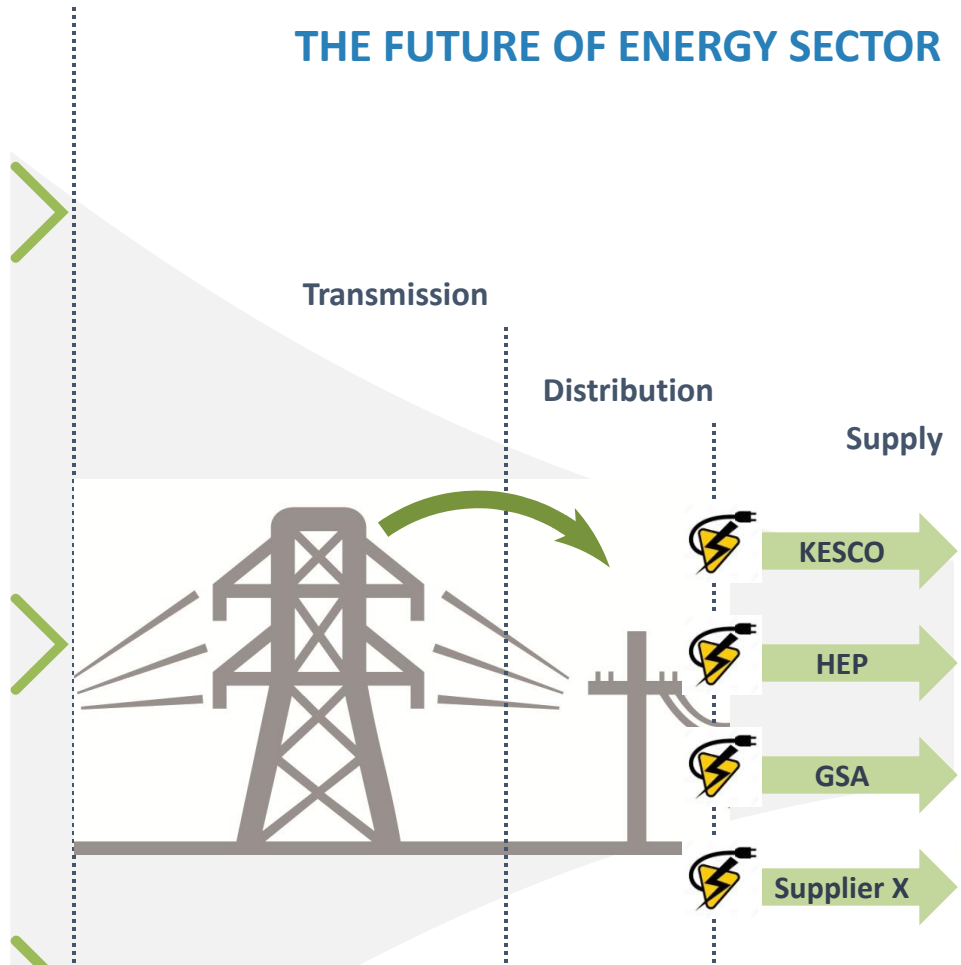 THE FUTURE OF ENERGY SECTOR
Transmission
Distribution
Supply
KESCO
HEP
GSA
Supplier X